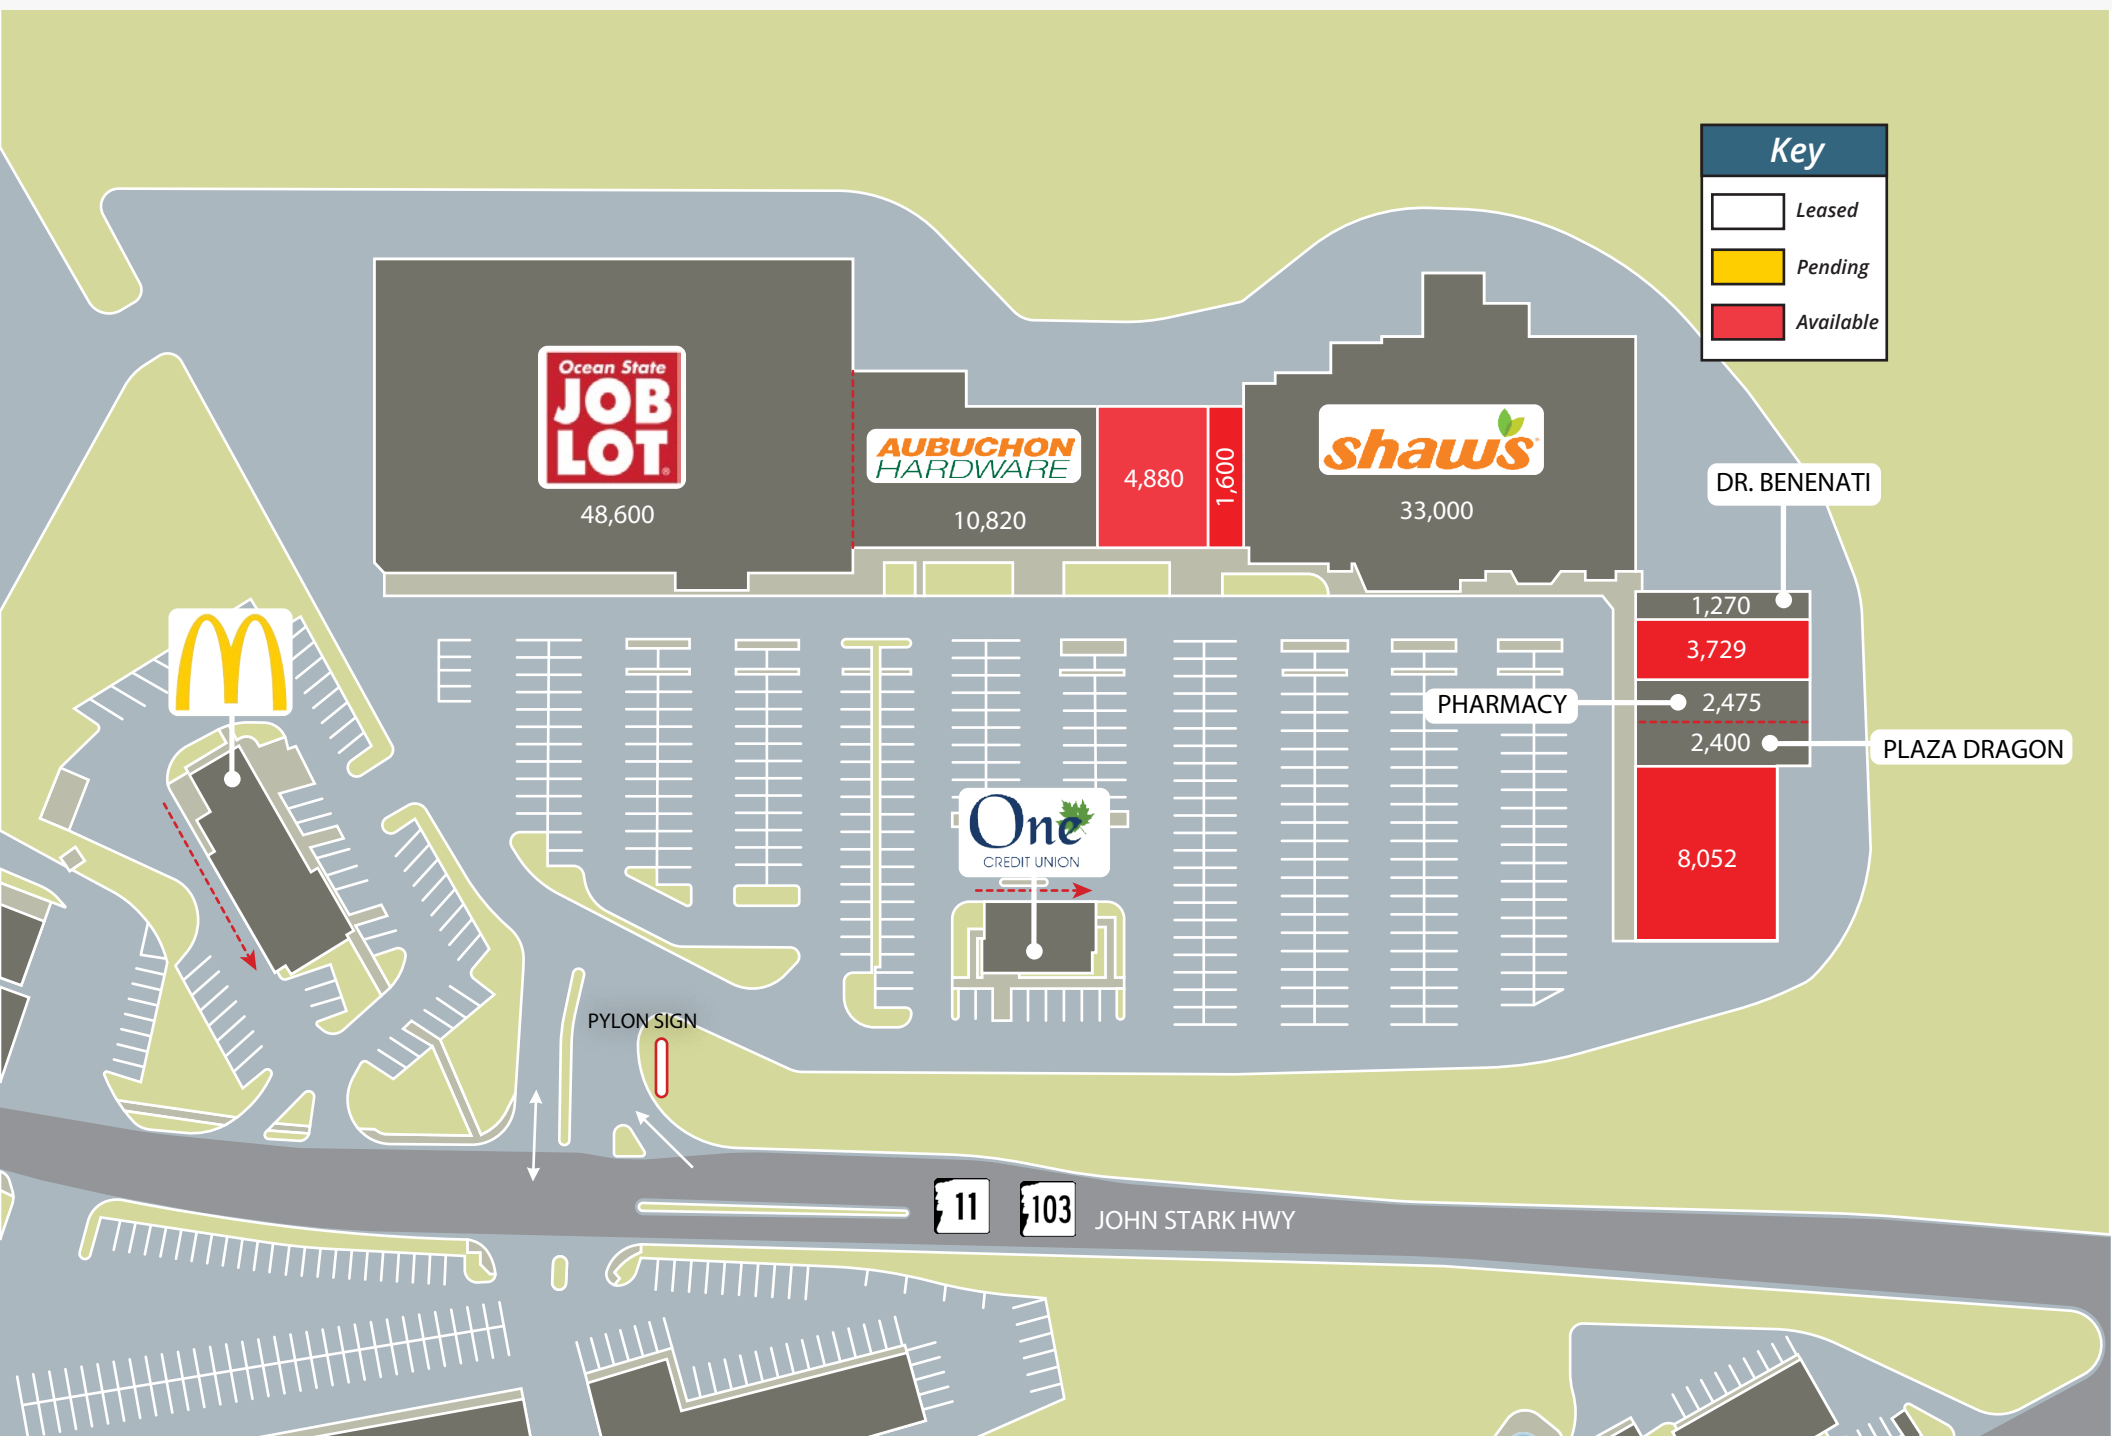 Key
Leased
Pending
Available
Ocean State
JOB
LOT
48,600
AUBUCHON
HARDWARE
10,820
4,880
1,600
shaw's
33,000
DR. BENENATI
1,270
3,729
PHARMACY
2,475
2,400
PLAZA DRAGON
8,052
One
CREDIT UNION
PYLON SIGN
11
103
JOHN STARK HWY